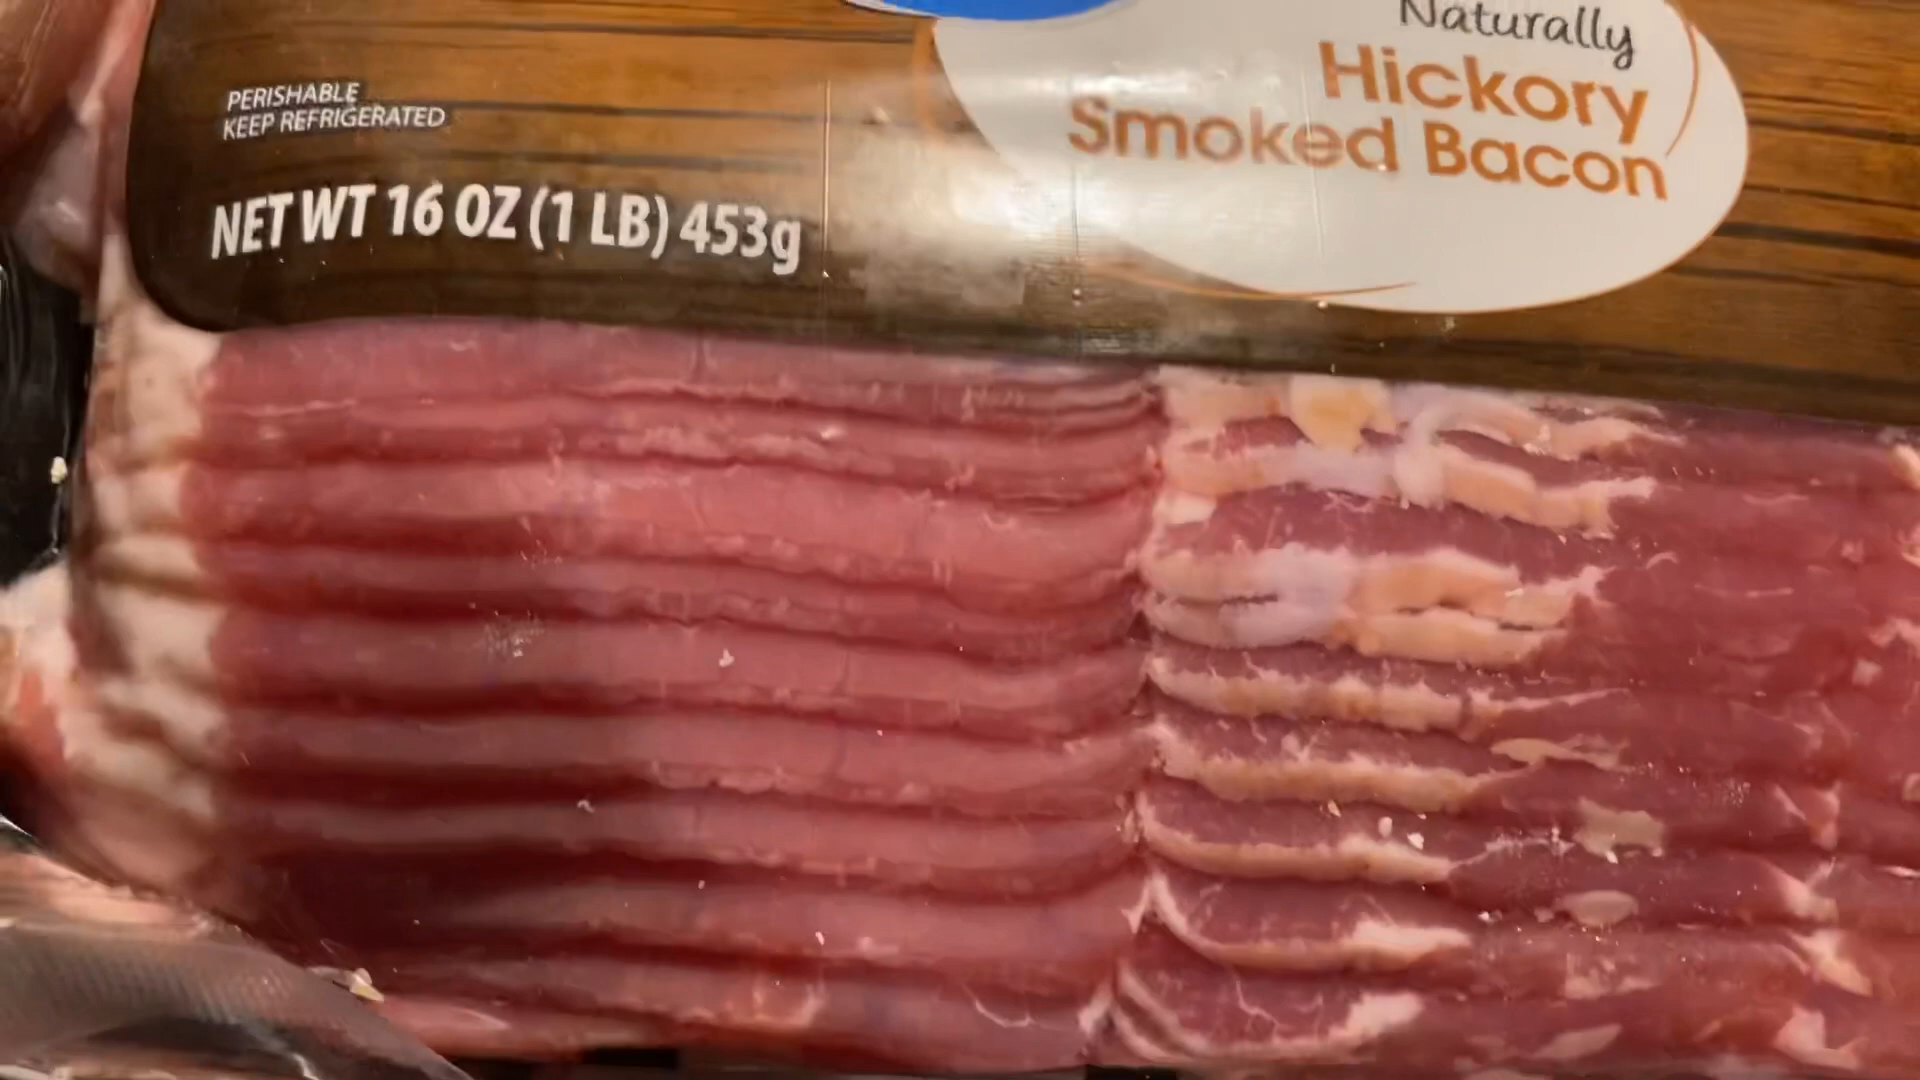 Naturally
Hickory
Smoked Bacon
PERISHABLE
KEEP REFRIGERATED
NET WT 16 OZ (1 LB) 453g